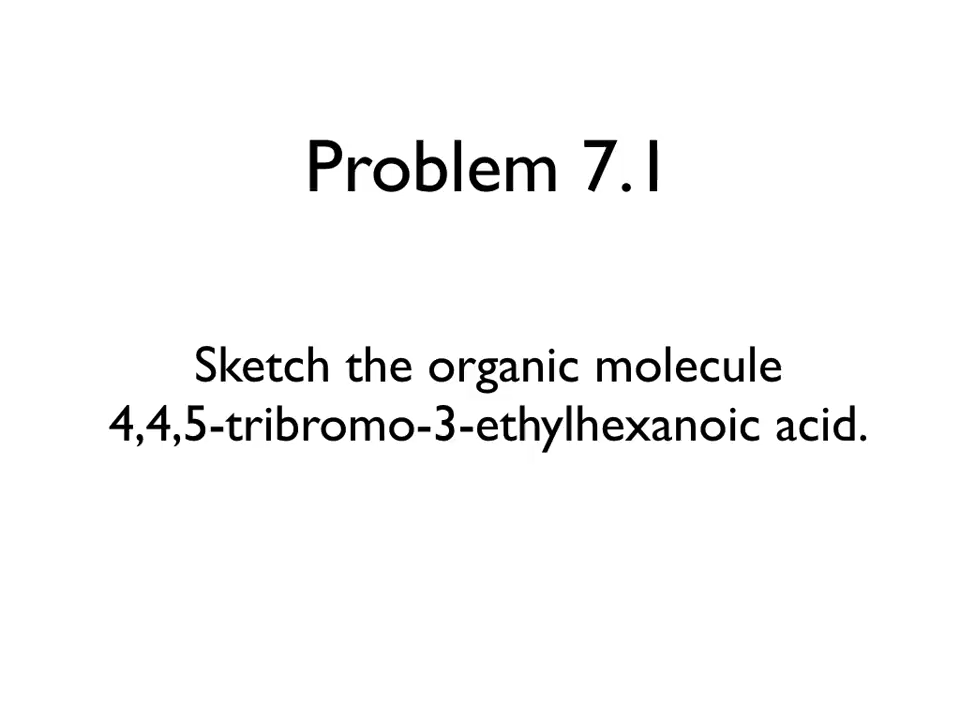 Problem 7.1
Sketch the organic molecule
4,4,5-tribromo-3-ethylhexanoic acid.